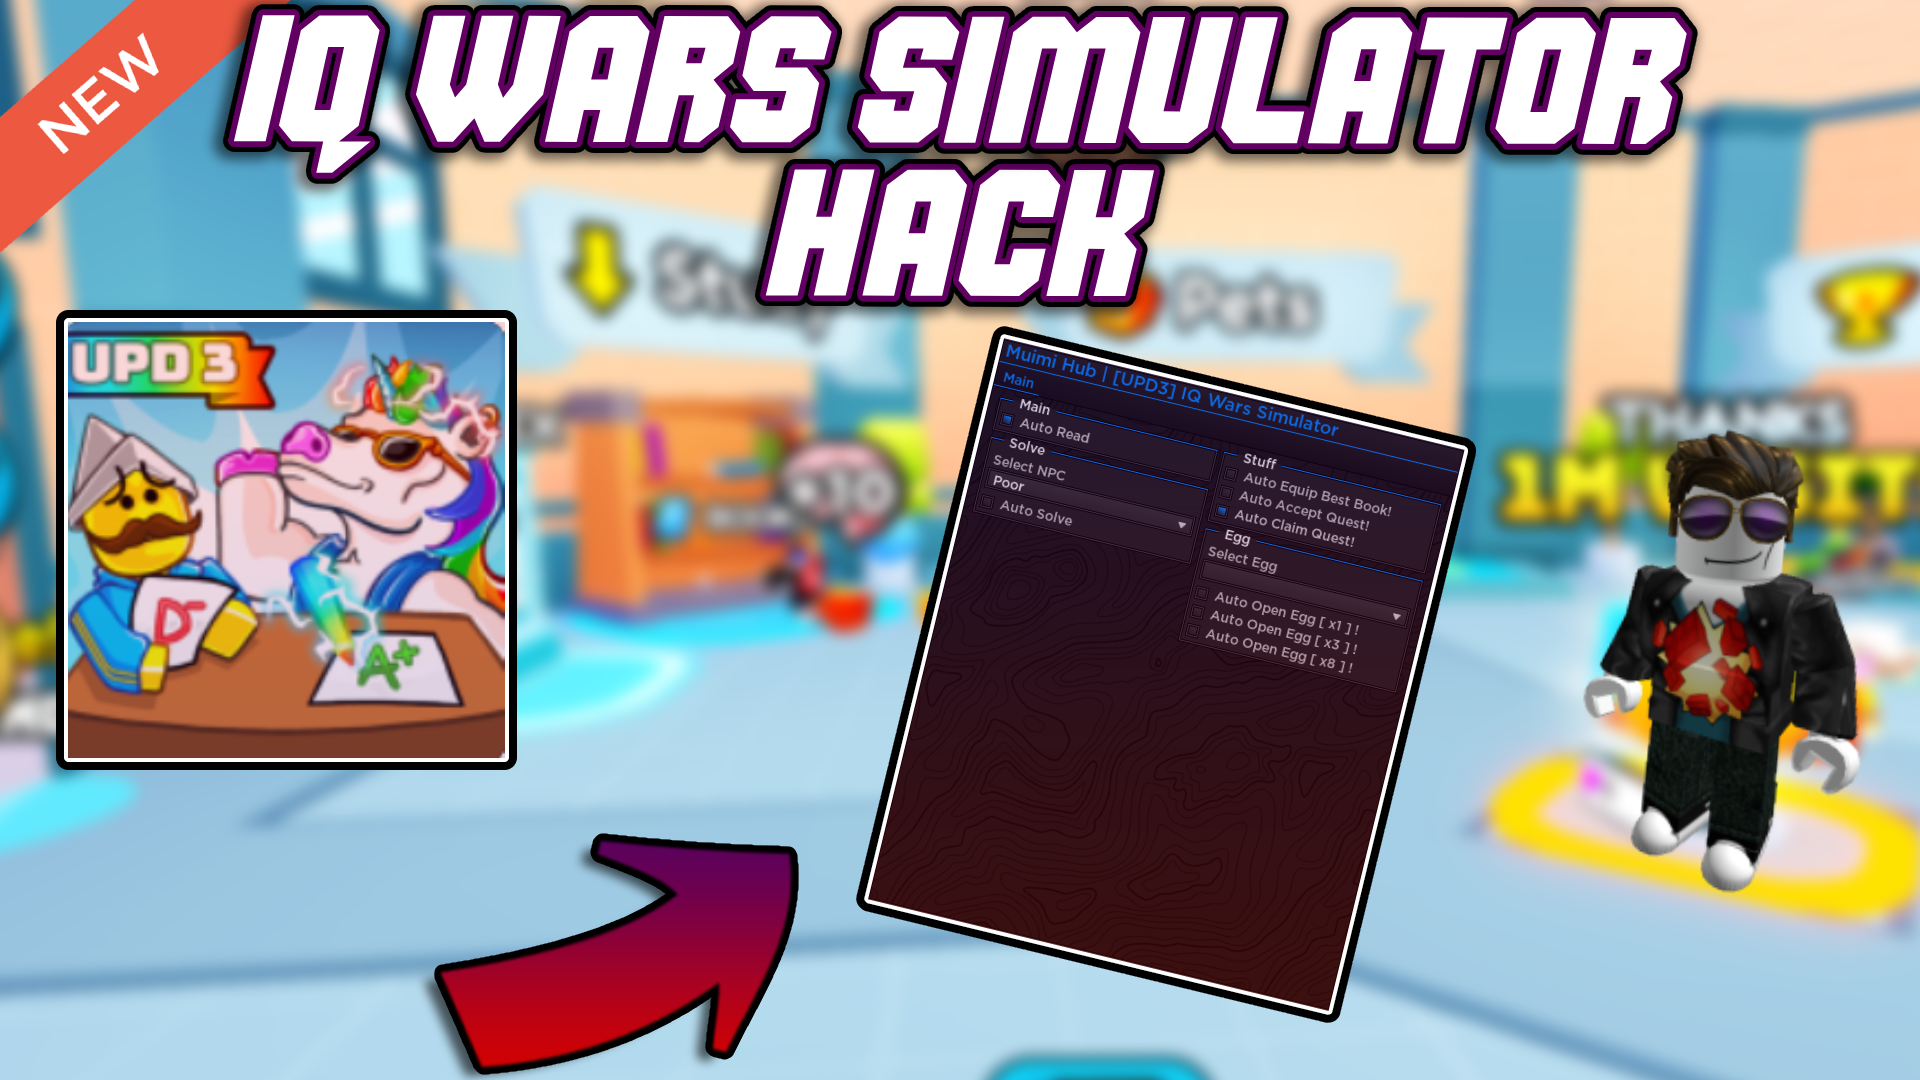 NEW
IQ WARS SIMULATOR
HACK
Pets
UPD 3
D-
A+
Muimi Hub | [UPD3] IQ Wars Simulator
Main
Main
Auto Read
Solve
Select NPC
Poor
Auto Solve
Stuff
Auto Equip Best Book!
Auto Accept Quest!
Auto Claim Quest!
Egg
Select Egg
Auto Open Egg [ x1 ] !
Auto Open Egg [ x3 ] !
Auto Open Egg [ x8 ] !
x10
THANKS
1M